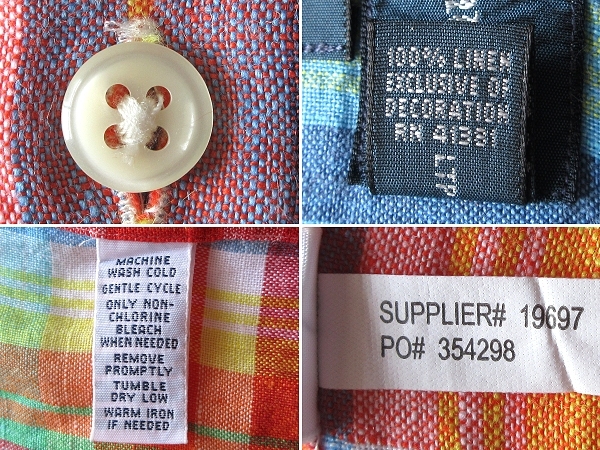 100% LINEN
EXCLUSIVE OF
DECORATION
RN 41381
LTP
MACHINE
WASH COLD
GENTLE CYCLE
ONLY NON-
CHLORINE
BLEACH
WHEN NEEDED
REMOVE
PROMPTLY
TUMBLE
DRY LOW
WARM IRON
IF NEEDED
SUPPLIER# 19697
PO# 354298